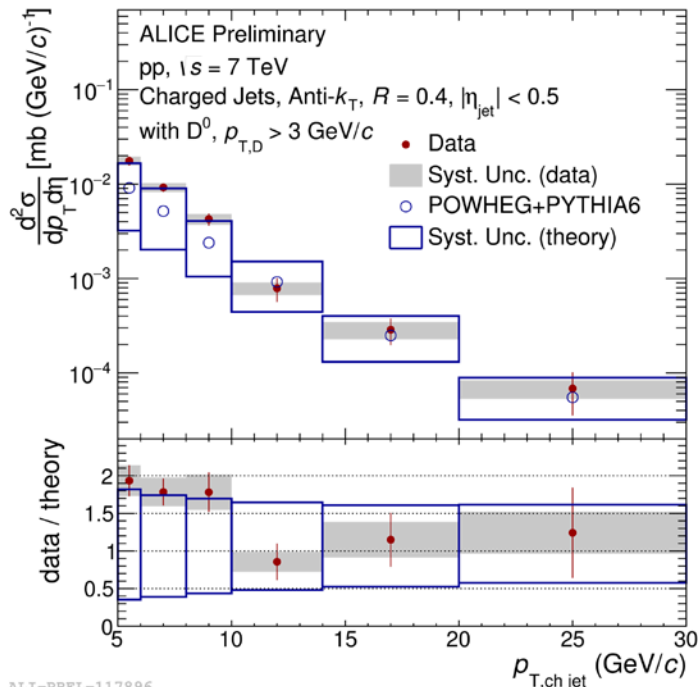 ALICE Preliminary
pp, √s = 7 TeV
Charged Jets, Anti-kT, R = 0.4, |ηjet| < 0.5
with D⁰, pT,D > 3 GeV/c
Data
Syst. Unc. (data)
POWHEG+PYTHIA6
Syst. Unc. (theory)
d²σ/dpTdη [mb (GeV/c)⁻¹]
10⁻¹
10⁻²
10⁻³
10⁻⁴
data / theory
2
1.5
1
0.5
0
5 10 15 20 25 30
pT,ch jet (GeV/c)
ALI-PREL-117896